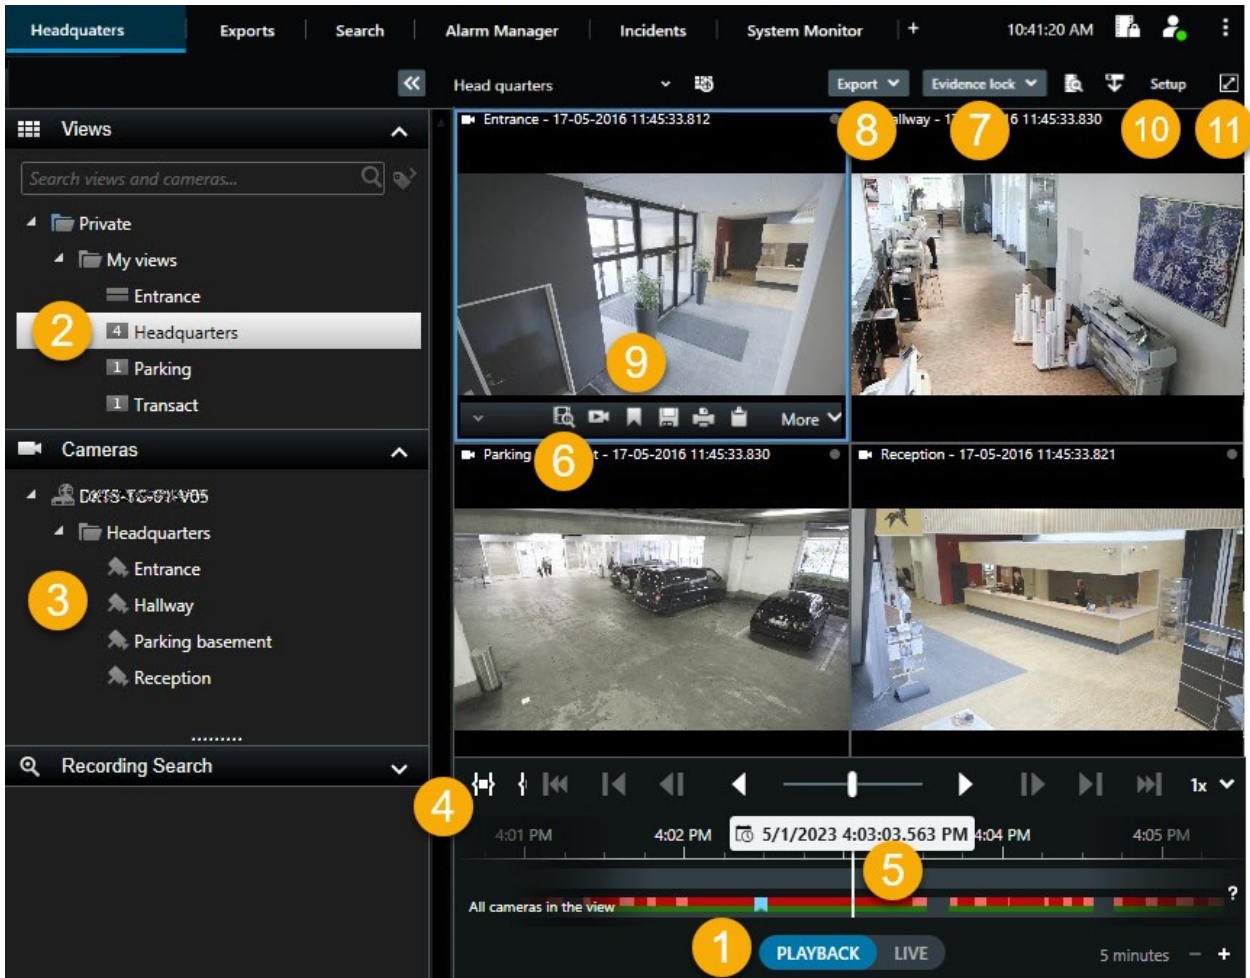 Headquaters Exports Search Alarm Manager Incidents System Monitor + 10:41:20 AM
Head quarters Export Evidence lock Setup
Views
Entrance - 17-05-2016 11:45:33.812
8 allway - 1 7 16 11:45:33.830 10 11
Search views and cameras...
Private
My views
Entrance
2 4 Headquarters
1 Parking
1 Transact
9
More
Cameras
Parking 6 t - 17-05-2016 11:45:33.830
Reception - 17-05-2016 11:45:33.821
Headquarters
Entrance
3 Hallway
Parking basement
Reception
Recording Search
4 1x
4:01 PM 4:02 PM 5/1/2023 4:03:03.563 PM 4:04 PM 4:05 PM
5
All cameras in the view ?
1 PLAYBACK LIVE 5 minutes - +